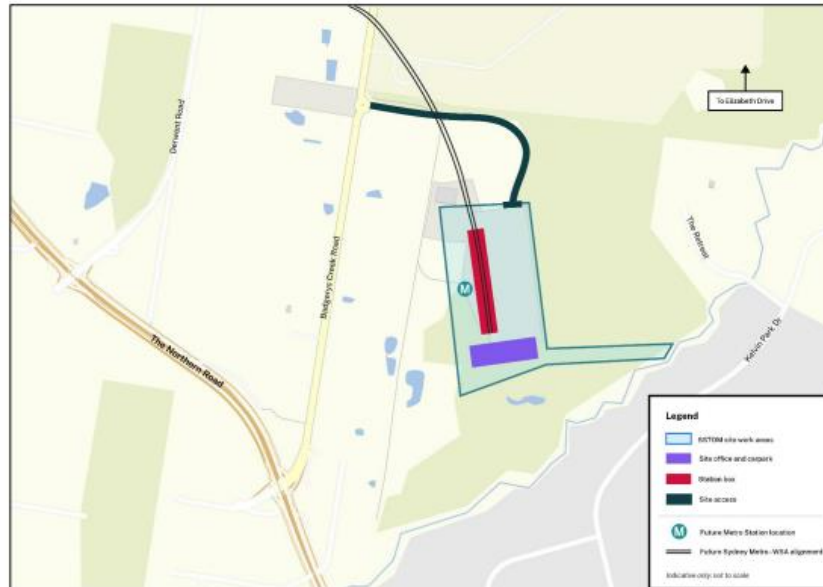 To Elizabeth Drive
Derwent Road
Badgerys Creek Road
The Northern Road
The Retreat
Kelvin Park Dr
M
Legend
SSTOM site work areas
Site office and carpark
Station box
Site access
M
Future Metro Station location
Future Sydney Metro - WSA alignment
Indicative only: not to scale